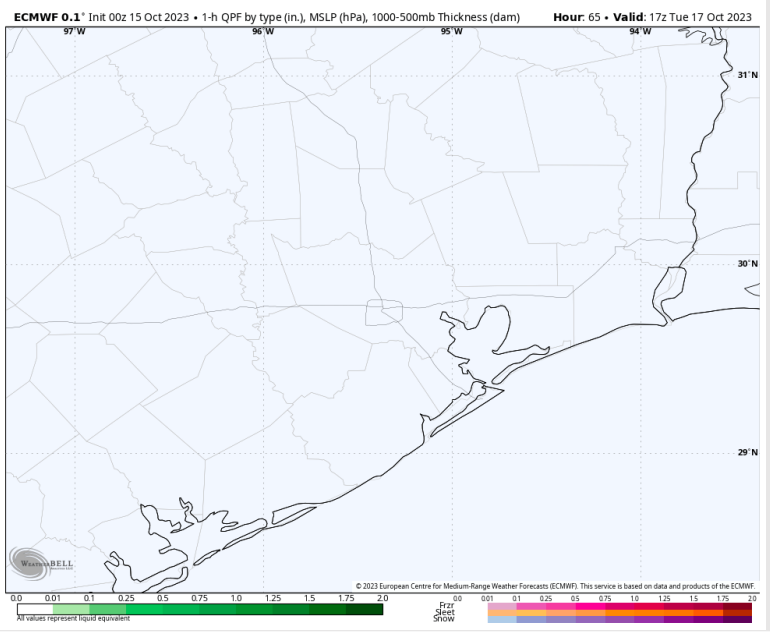 ECMWF 0.1° Init 00z 15 Oct 2023 • 1-h QPF by type (in.), MSLP (hPa), 1000-500mb Thickness (dam) Hour: 65 • Valid: 17z Tue 17 Oct 2023
97°W 96°W 95°W 94°W
31°N
30°N
29°N
WEATHERBELL
© 2023 European Centre for Medium-Range Weather Forecasts (ECMWF). This service is based on data and products of the ECMWF.
0.0 0.01 0.1 0.25 0.5 0.75 1.0 1.25 1.5 1.75 2.0
0.0 0.01 0.1 0.25 0.5 0.75 1.0 1.25 1.5 1.75 2.0
Frzr
Sleet
Snow
All values represent liquid equivalent